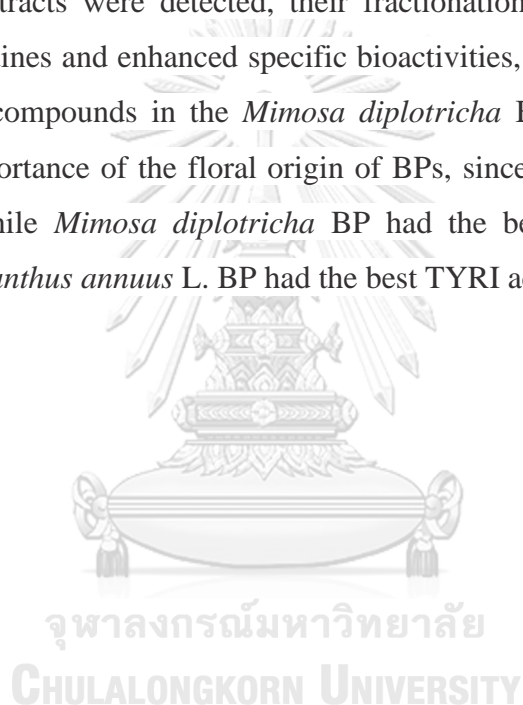 tracts were detected, their fractionation
ines and enhanced specific bioactivities,
compounds in the Mimosa diplotricha
ortance of the floral origin of BPs, since
hile Mimosa diplotricha BP had the be
anthus annuus L. BP had the best TYRI a
จุฬาลงกรณ์มหาวิทยาลัย
CHULALONGKORN UNIVERSITY